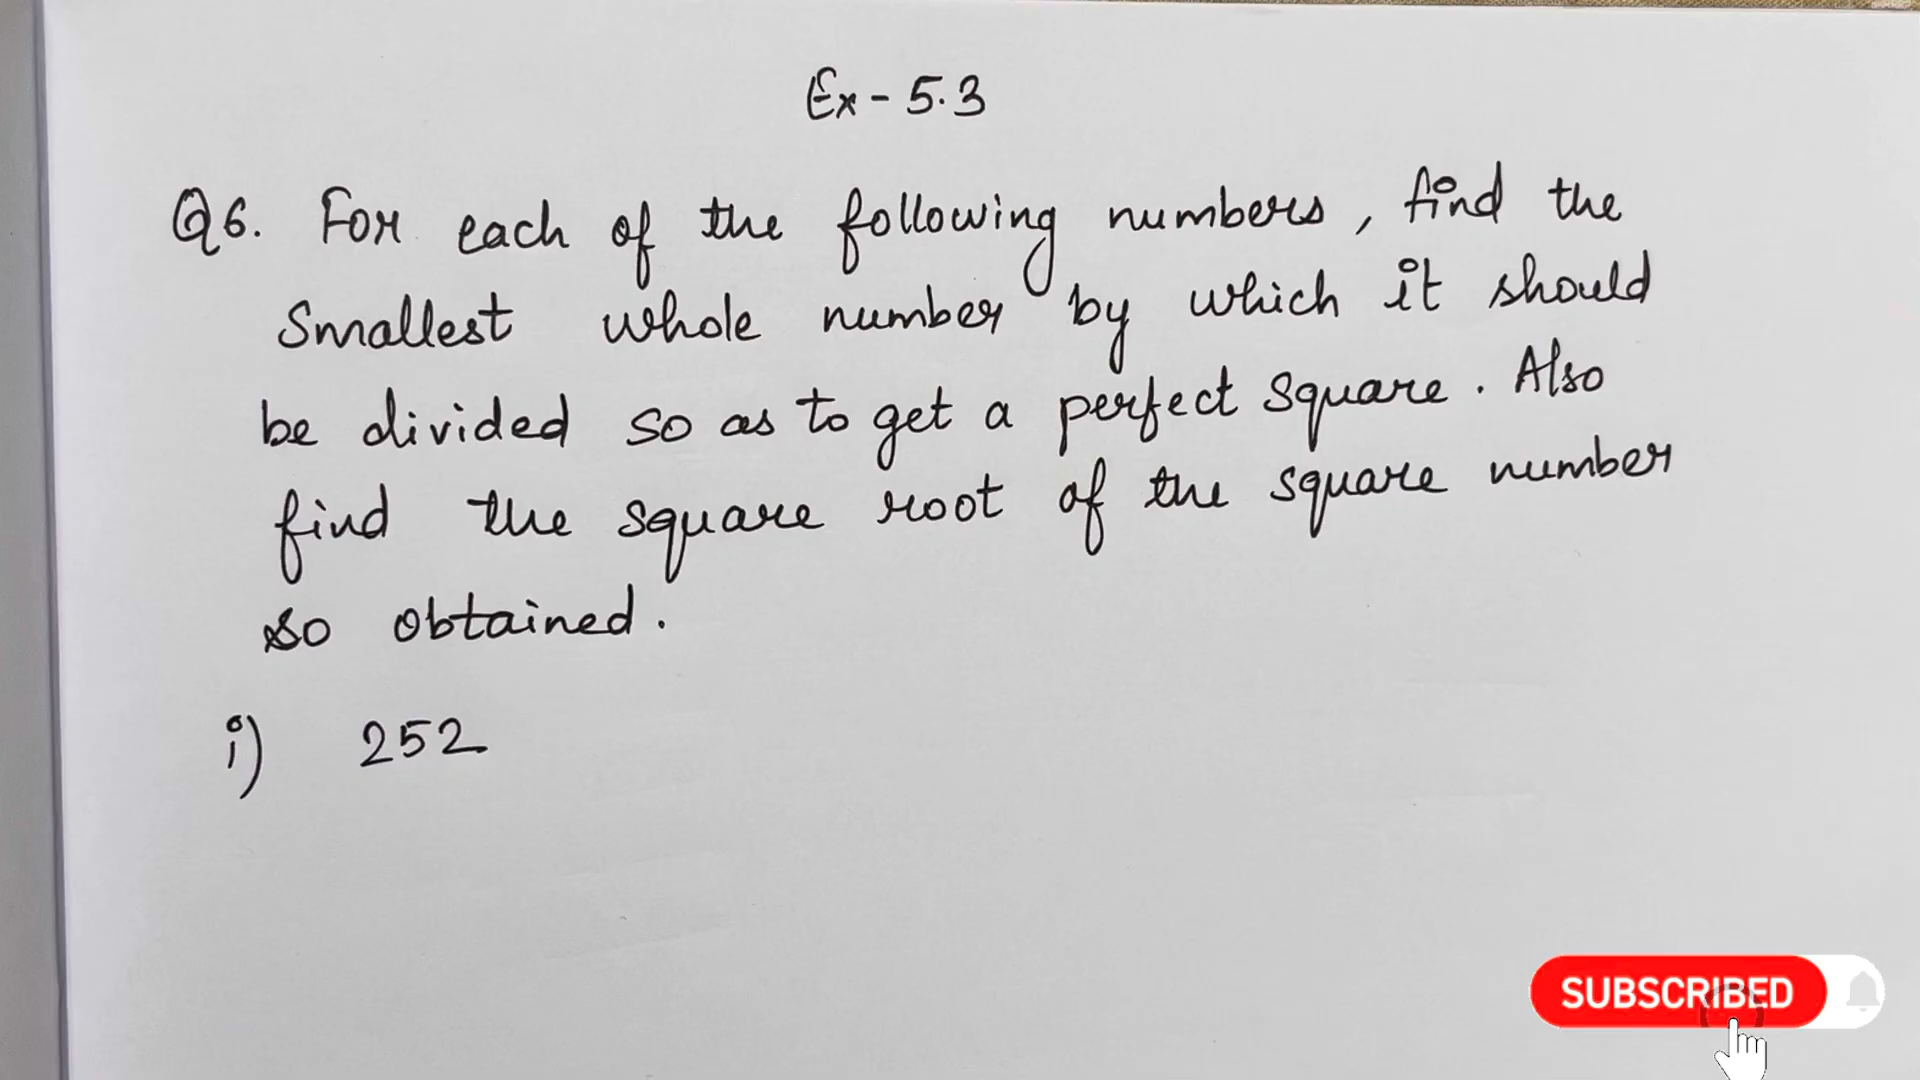 Ex - 5.3
Q6. For each of the following numbers, find the
Smallest whole number by which it should
be divided so as to get a perfect square. Also
find the square root of the square number
so obtained.
i) 252
SUBSCRIBED